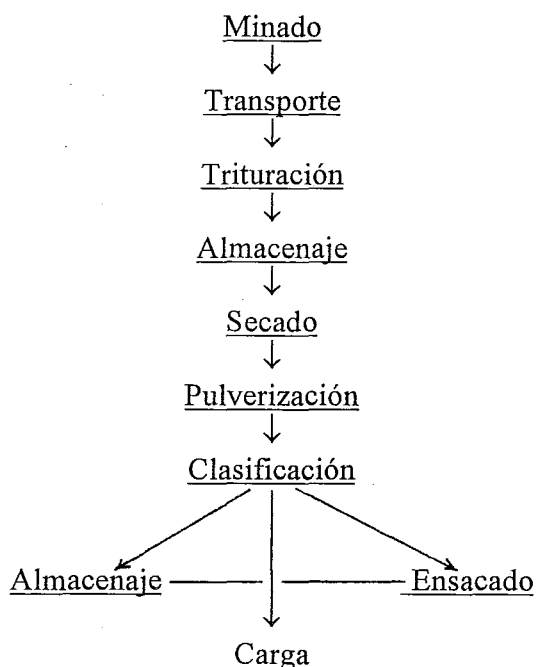 Minado
Transporte
Trituración
Almacenaje
Secado
Pulverización
Clasificación
Almacenaje
Ensacado
Carga